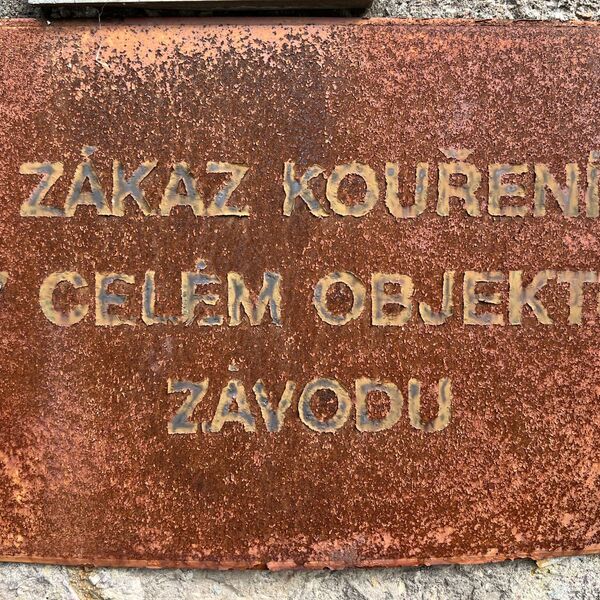 ZÁKAZ KOUŘENÍ
V CELÉM OBJEKT
ZÁVODU